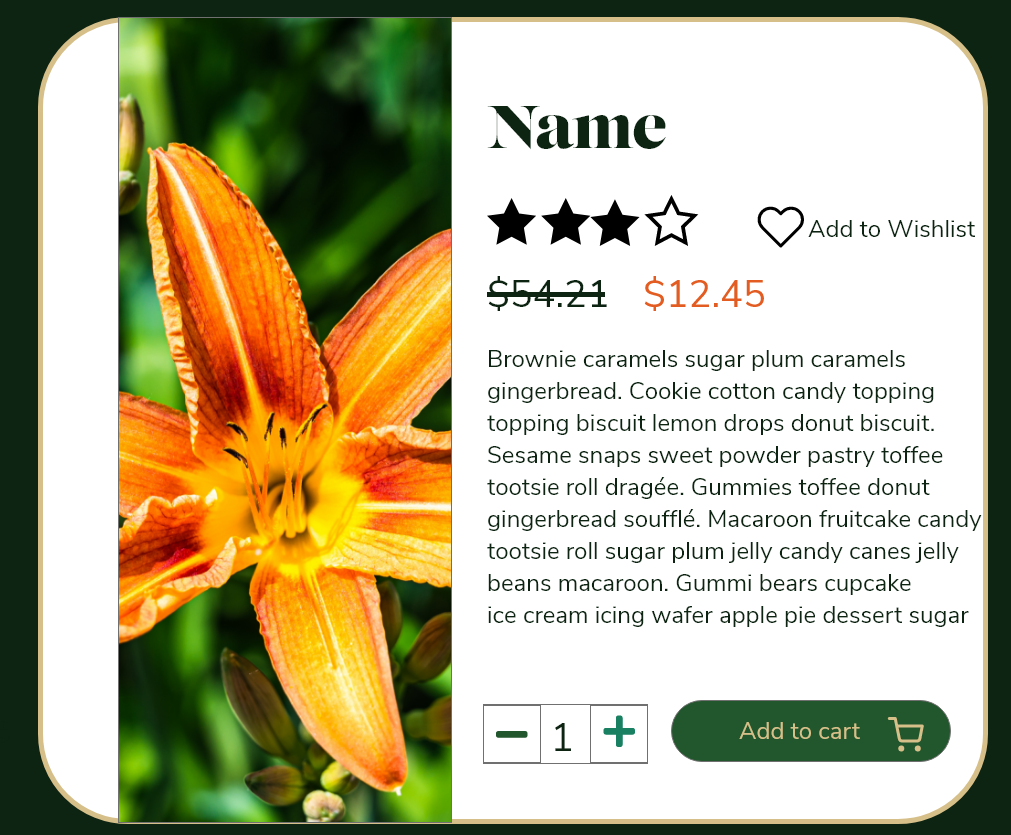 Name
Add to Wishlist
$54.21 $12.45
Brownie caramels sugar plum caramels
gingerbread. Cookie cotton candy topping
topping biscuit lemon drops donut biscuit.
Sesame snaps sweet powder pastry toffee
tootsie roll dragée. Gummies toffee donut
gingerbread soufflé. Macaroon fruitcake candy
tootsie roll sugar plum jelly candy canes jelly
beans macaroon. Gummi bears cupcake
ice cream icing wafer apple pie dessert sugar
1 Add to cart